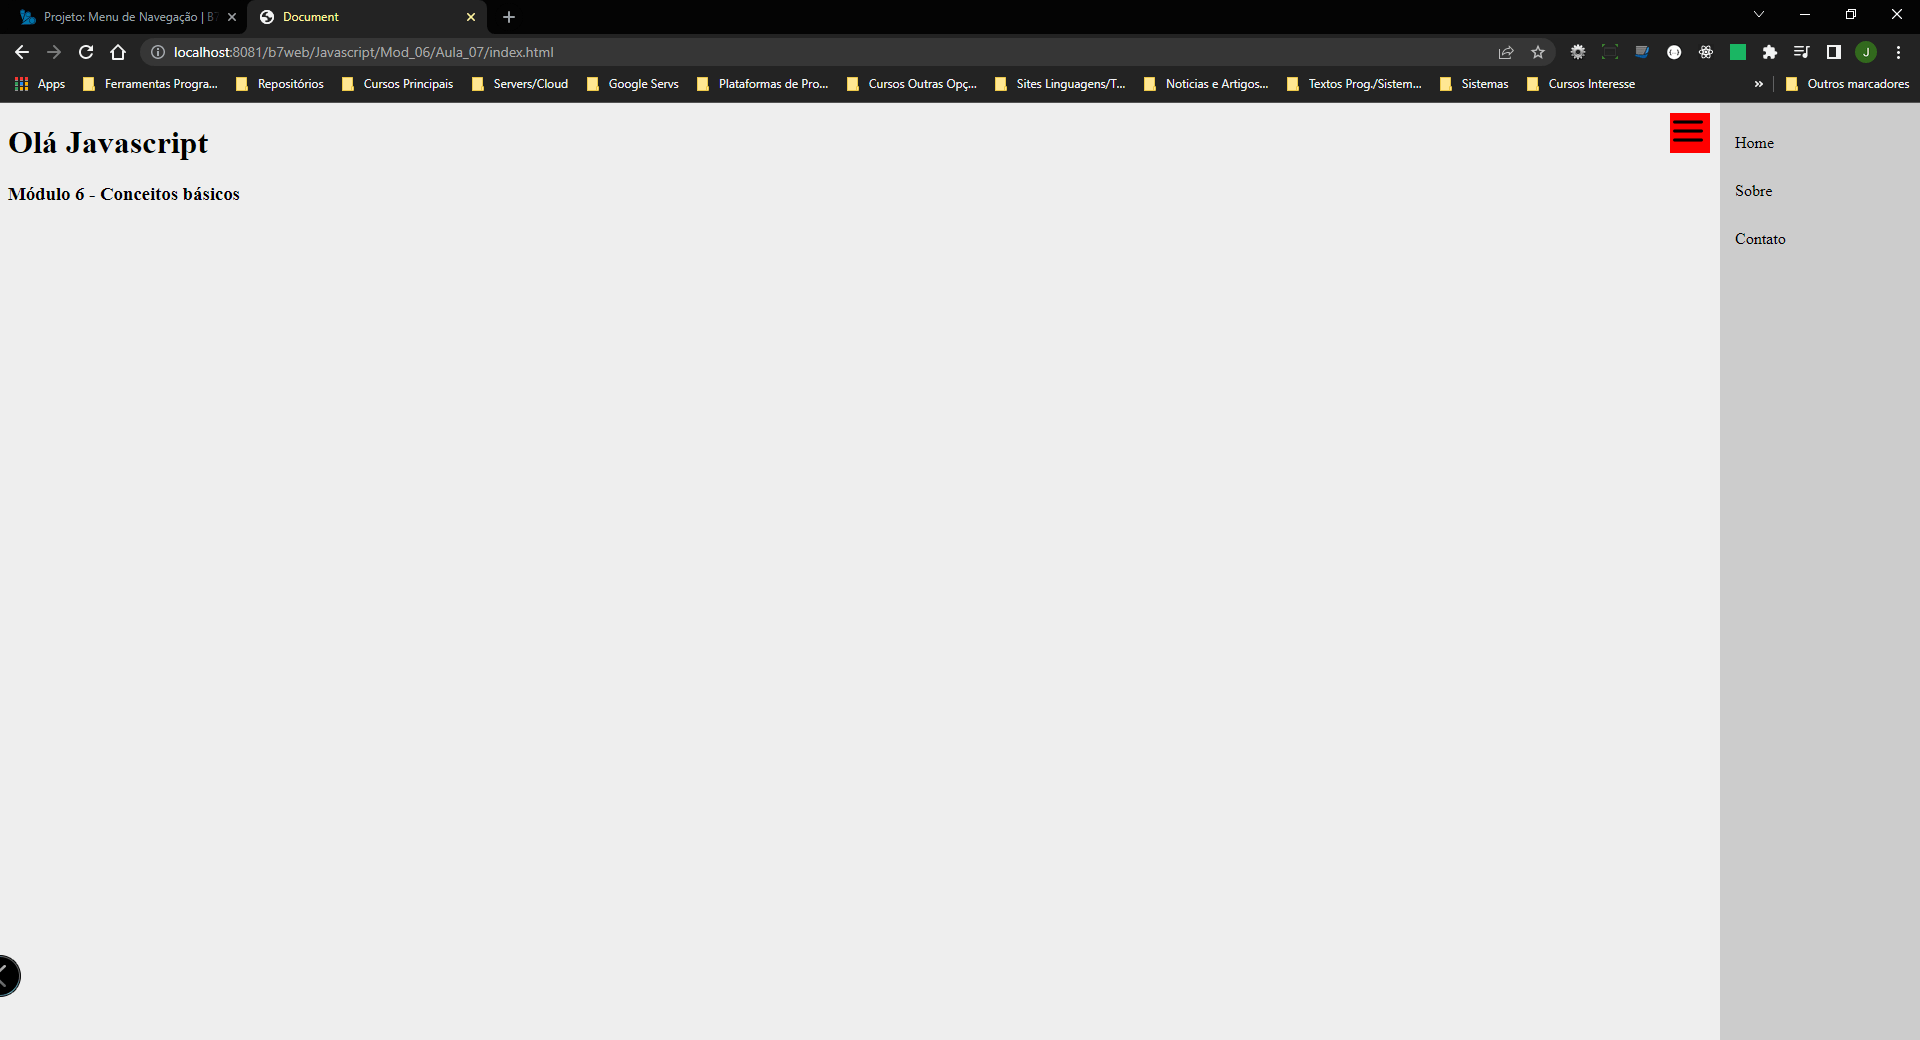 Projeto: Menu de Navegação | B7
Document
localhost:8081/b7web/Javascript/Mod_06/Aula_07/index.html
J
Apps
Ferramentas Progra...
Repositórios
Cursos Principais
Servers/Cloud
Google Servs
Plataformas de Pro...
Cursos Outras Opç...
Sites Linguagens/T...
Noticias e Artigos...
Textos Prog./Sistem...
Sistemas
Cursos Interesse
»
Outros marcadores
Olá Javascript
Módulo 6 - Conceitos básicos
Home
Sobre
Contato